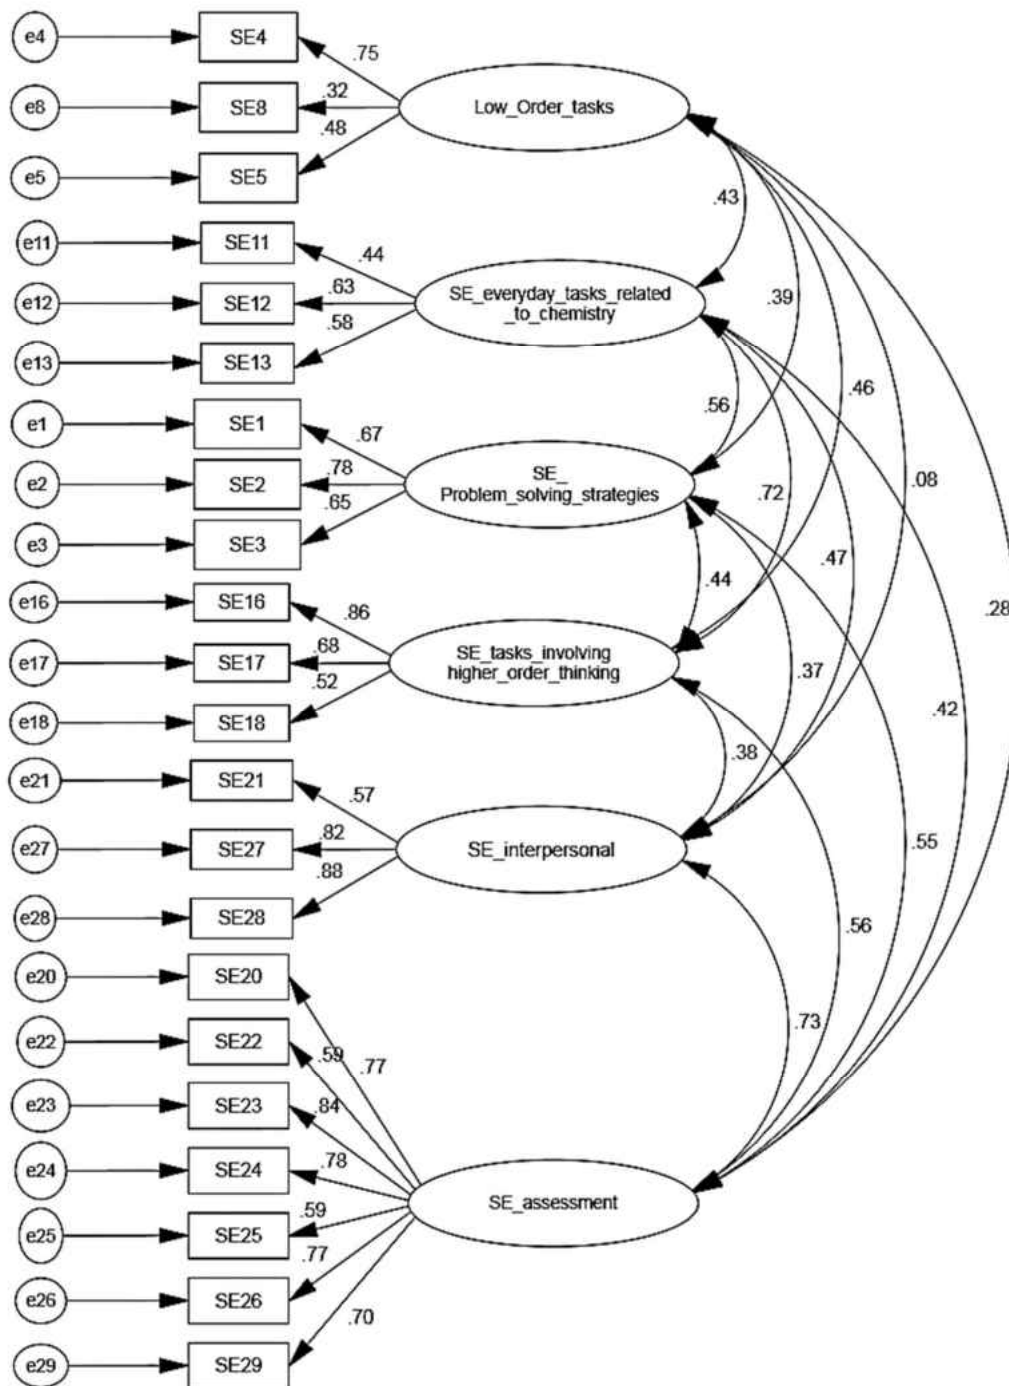 e4 SE4 .75
e8 SE8 .32 Low_Order_tasks
e5 SE5 .48
.43
e11 SE11 .44
e12 SE12 .63 SE_everyday_tasks_related
_to_chemistry
.39
e13 SE13 .58
.46
.56
e1 SE1 .67
e2 SE2 .78 SE_
Problem_solving_strategies
.72 .08
e3 SE3 .65
.47
.44
.28
e16 SE16 .86
e17 SE17 .68 SE_tasks_involving
higher_order_thinking
.37
e18 SE18 .52
.42
.38
e21 SE21 .57
e27 SE27 .82 SE_interpersonal
.55
e28 SE28 .88
.56
e20 SE20 .77
.73
e22 SE22 .59
e23 SE23 .84
e24 SE24 .78
SE_assessment
e25 SE25 .59
e26 SE26 .77
e29 SE29 .70